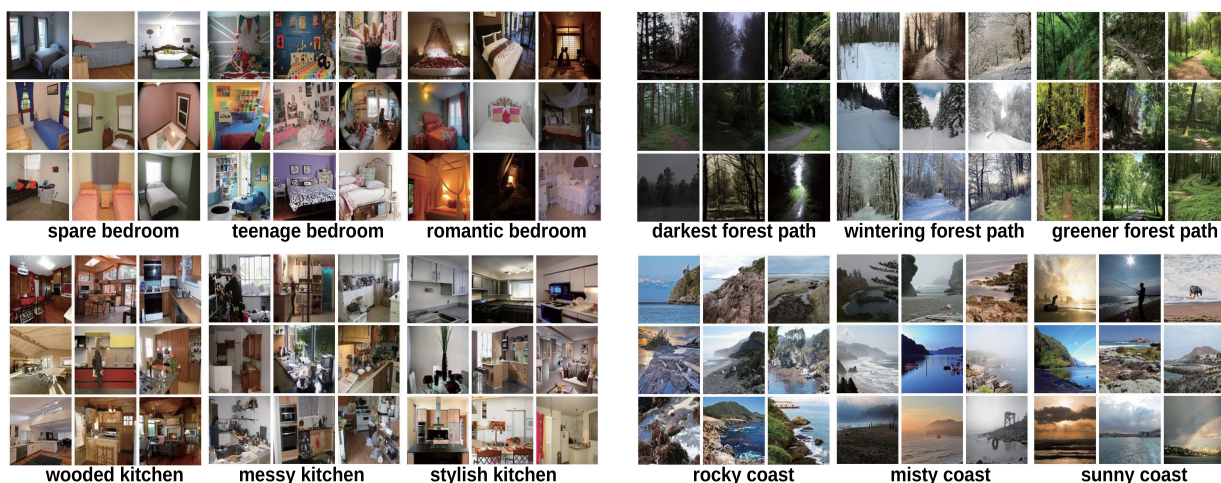 spare bedroom
teenage bedroom
romantic bedroom
darkest forest path
wintering forest path
greener forest path
wooded kitchen
messy kitchen
stylish kitchen
rocky coast
misty coast
sunny coast